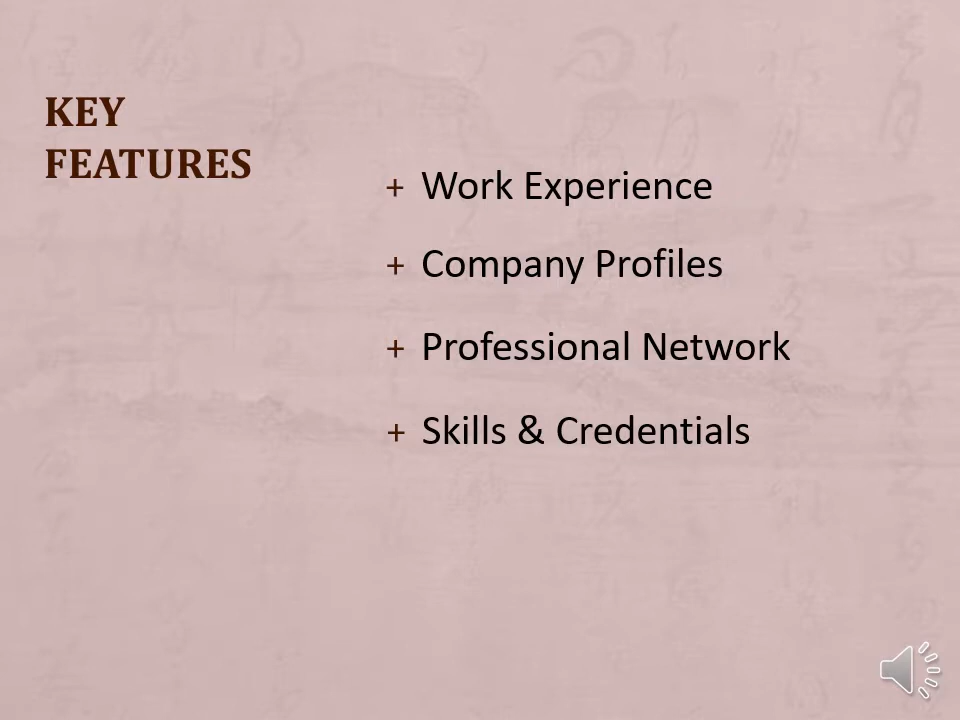 KEY
FEATURES
+ Work Experience
+ Company Profiles
+ Professional Network
+ Skills & Credentials